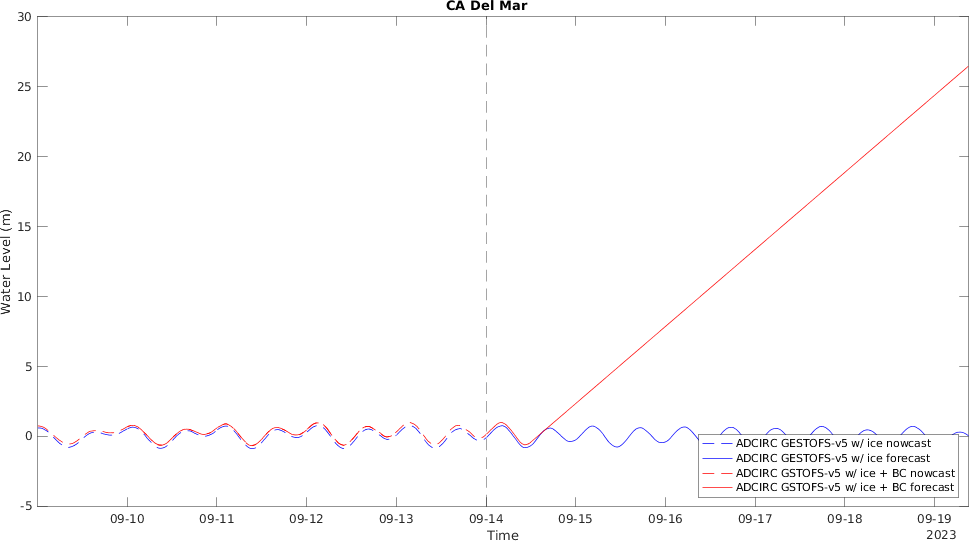 CA Del Mar
30
25
20
15
10
5
0
-5
Water Level (m)
ADCIRC GESTOFS-v5 w/ ice nowcast
ADCIRC GESTOFS-v5 w/ ice forecast
ADCIRC GSTOFS-v5 w/ ice + BC nowcast
ADCIRC GSTOFS-v5 w/ ice + BC forecast
09-10 09-11 09-12 09-13 09-14 09-15 09-16 09-17 09-18 09-19
2023
Time